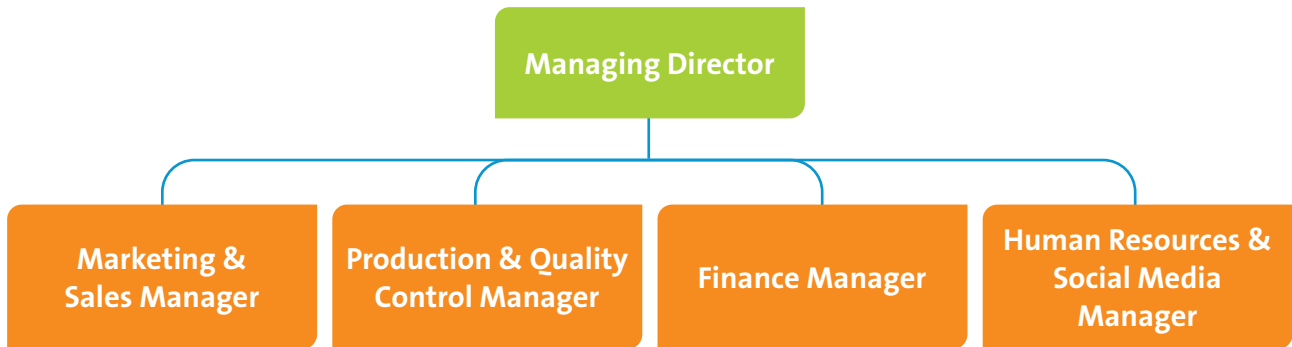 Managing Director
Marketing &
Sales Manager
Production & Quality
Control Manager
Finance Manager
Human Resources &
Social Media
Manager